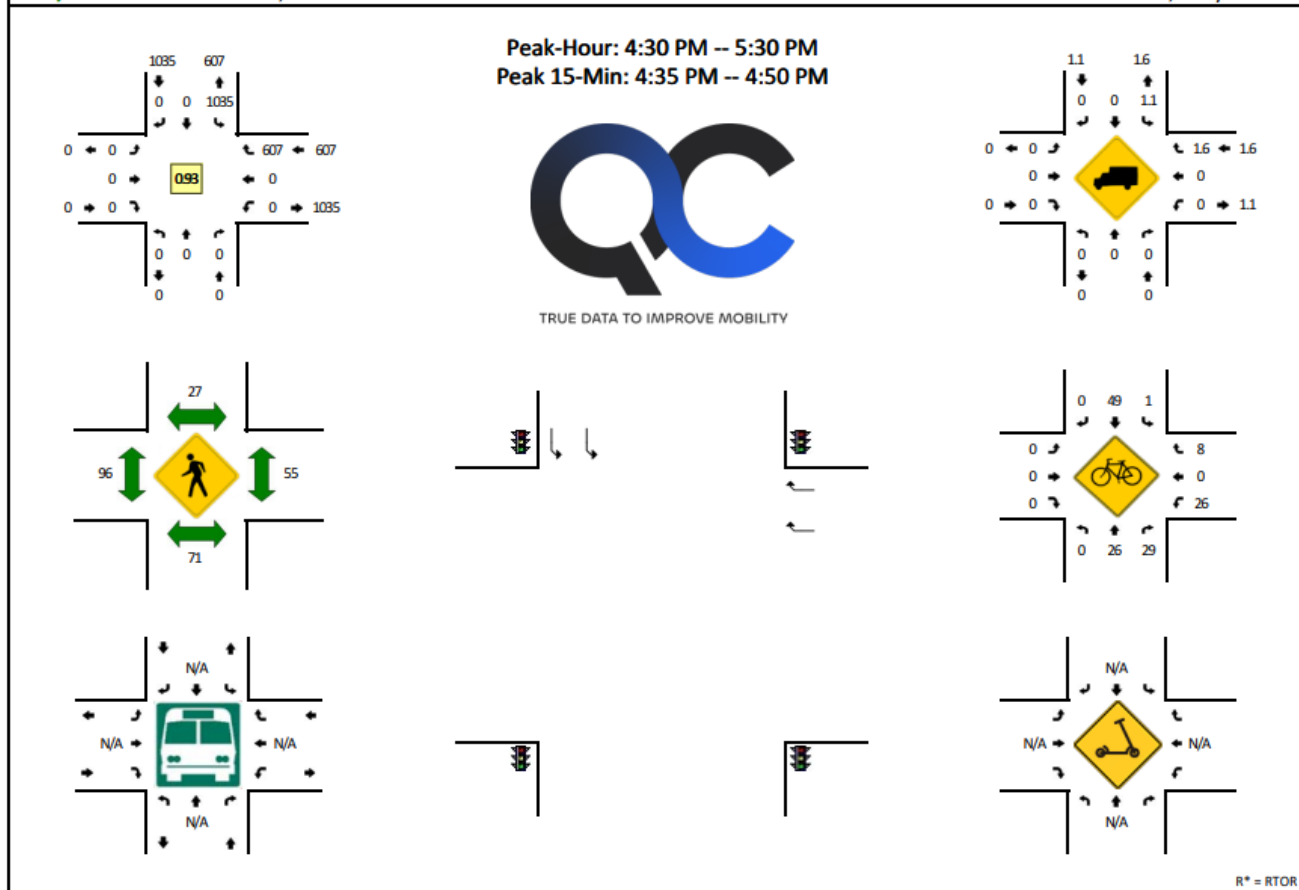 Peak-Hour: 4:30 PM -- 5:30 PM
Peak 15-Min: 4:35 PM -- 4:50 PM
1035 607
0 0 1035
0 0 607 607
0 0.93 0
0 0 0 1035
0 0 0
0 0
QC
TRUE DATA TO IMPROVE MOBILITY
1.1 1.6
0 0 1.1
0 0 1.6 1.6
0 0
0 0 0 1.1
0 0 0
0 0
27
96 55
71
0 49 1
0 8
0 0
0 26
0 26 29
N/A
N/A N/A
N/A
N/A
N/A N/A
N/A
R* = RTOR